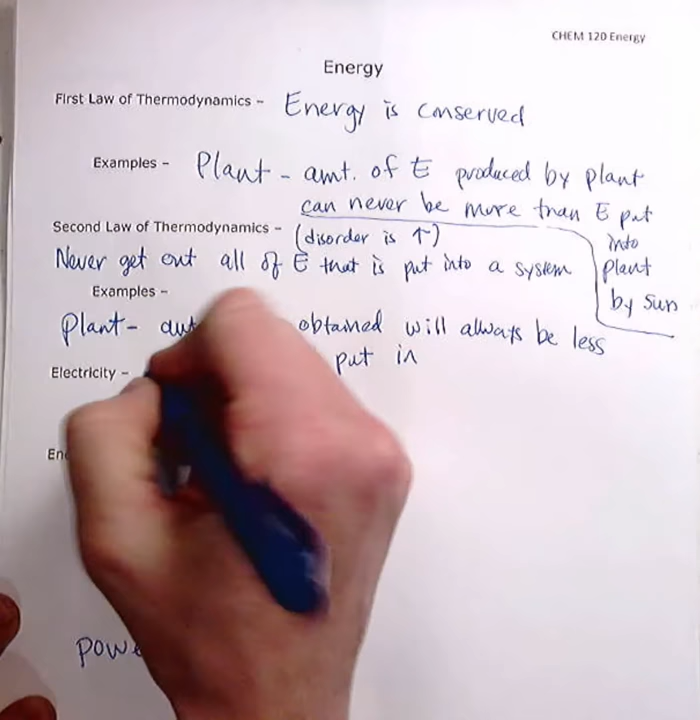 CHEM 120 Energy
Energy
First Law of Thermodynamics - Energy is conserved
Examples - Plant - amt. of E produced by plant
can never be more than E put
into
plant
by sun
Second Law of Thermodynamics - (disorder is ↑)
Never get out all of E that is put into a system
Examples -
Plant - obtained will always be less
put in
Electricity -